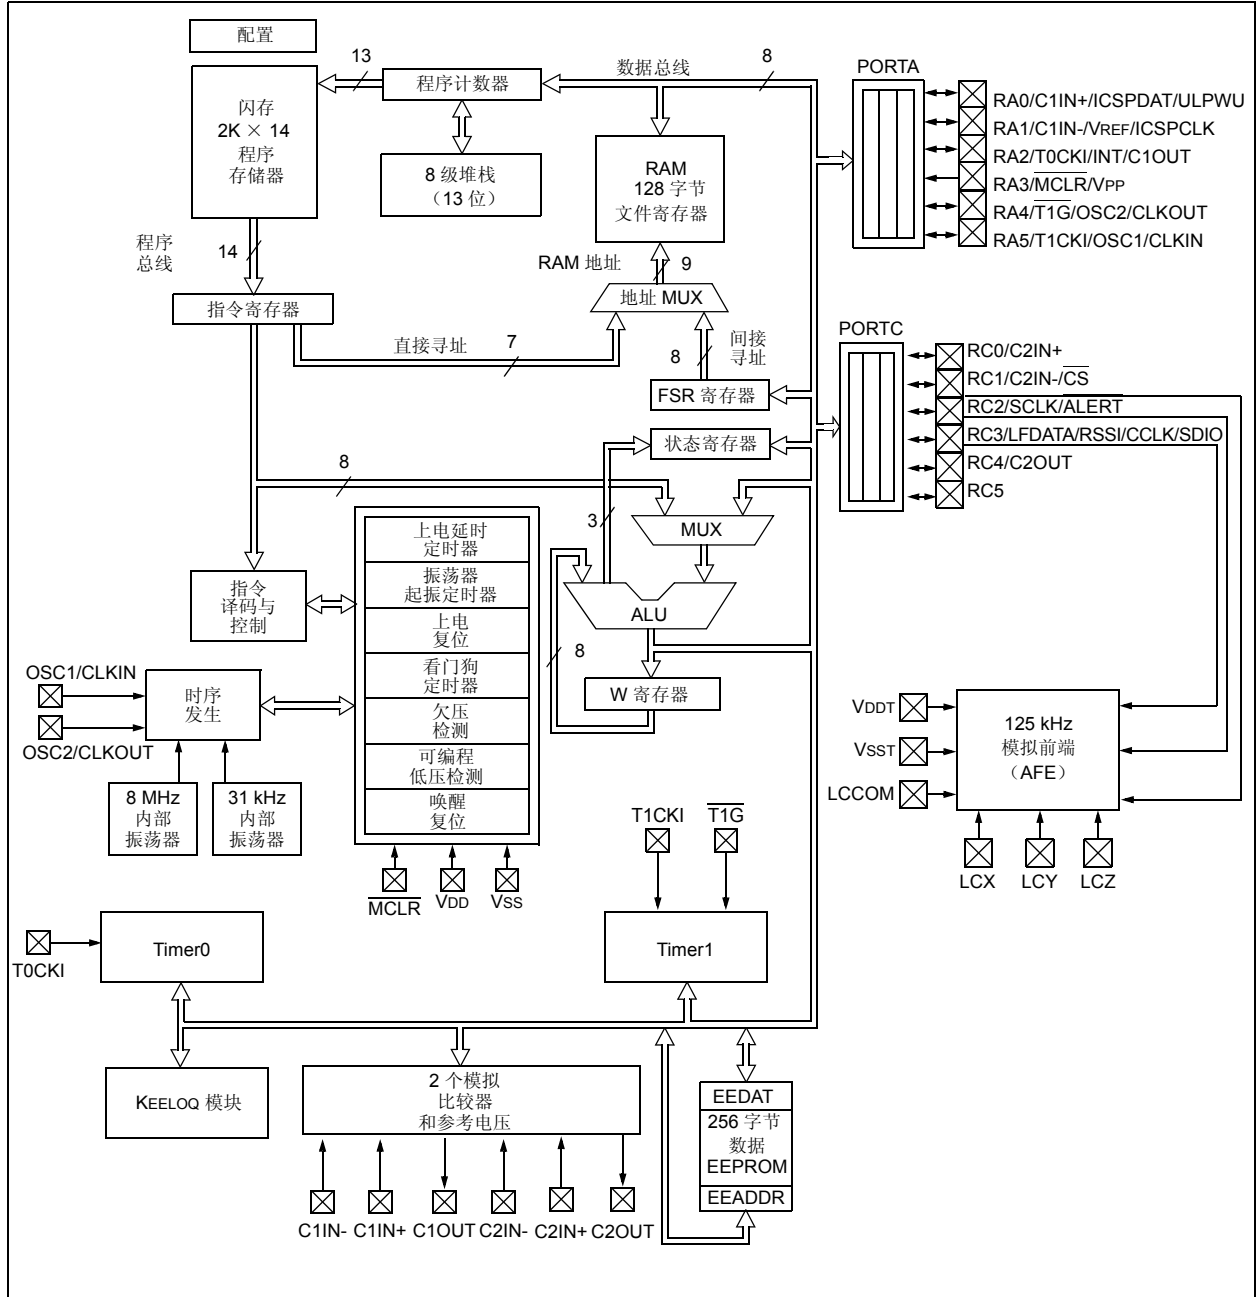 配置
13
程序计数器
数据总线
8
PORTA
闪存
2K × 14
程序
存储器
8 级堆栈
(13 位)
RAM
128 字节
文件寄存器
RA0/C1IN+/ICSPDAT/ULPWU
RA1/C1IN-/VREF/ICSPCLK
RA2/T0CKI/INT/C1OUT
RA3/MCLR/VPP
RA4/T1G/OSC2/CLKOUT
RA5/T1CKI/OSC1/CLKIN
程序
总线
14
RAM 地址
9
指令寄存器
地址 MUX
直接寻址
7
8
间接
寻址
FSR 寄存器
PORTC
RC0/C2IN+
RC1/C2IN-/CS
RC2/SCLK/ALERT
RC3/LFDATA/RSSI/CCLK/SDIO
RC4/C2OUT
RC5
状态寄存器
8
3
MUX
上电延时
定时器
振荡器
起振定时器
上电
复位
看门狗
定时器
欠压
检测
可编程
低压检测
唤醒
复位
指令
译码与
控制
ALU
8
W 寄存器
OSC1/CLKIN
OSC2/CLKOUT
时序
发生
8 MHz
内部
振荡器
31 kHz
内部
振荡器
MCLR
VDD
VSS
VDDT
VSST
LCCOM
125 kHz
模拟前端
(AFE)
LCX
LCY
LCZ
T1CKI
T1G
T0CKI
Timer0
Timer1
KEELOQ 模块
2 个模拟
比较器
和参考电压
EEDAT
256 字节
数据
EEPROM
EEADDR
C1IN-
C1IN+
C1OUT
C2IN-
C2IN+
C2OUT